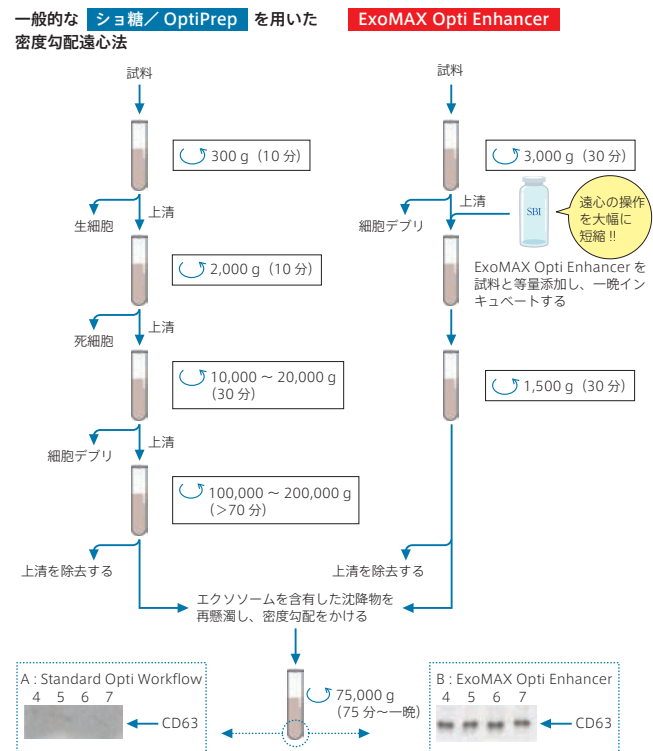 一般的な ショ糖／OptiPrep を用いた
密度勾配遠心法
ExoMAX Opti Enhancer
試料
300 g（10 分）
生細胞
上清
2,000 g（10 分）
死細胞
上清
10,000 ～ 20,000 g
（30 分）
細胞デブリ
上清
100,000 ～ 200,000 g
（＞70 分）
上清を除去する
試料
3,000 g（30 分）
上清
細胞デブリ
SBI
遠心の操作
を大幅に
短縮 !!
ExoMAX Opti Enhancer を
試料と等量添加し、一晩イン
キュベートする
1,500 g（30 分）
上清を除去する
エクソソームを含有した沈降物を
再懸濁し、密度勾配をかける
75,000 g
（75 分～一晩）
A : Standard Opti Workflow
4 5 6 7
CD63
B : ExoMAX Opti Enhancer
4 5 6 7
CD63